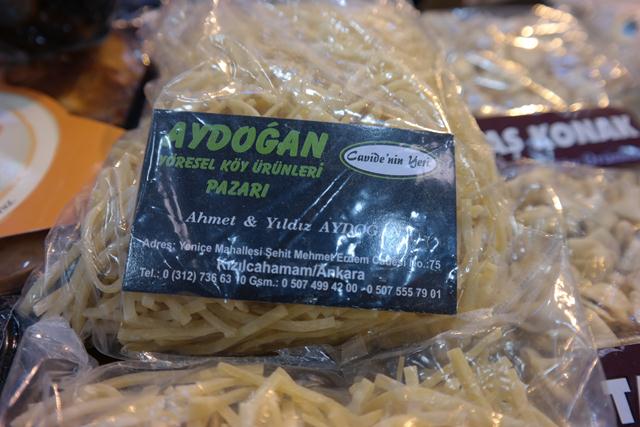 AYDOĞAN
YÖRESEL KÖY ÜRÜNLERİ
PAZARI
Cavide'nin Yeri
Ahmet & Yıldız
Adres: Yeniçe Mahallesi Şehit Mehmet Erdem Caddesi No.:75
Kızılcahamam/Ankara
Tel.: 0 (312) 736 63 10 Gsm.: 0 507 499 42 00 - 0 507 555 79 01
KONAK